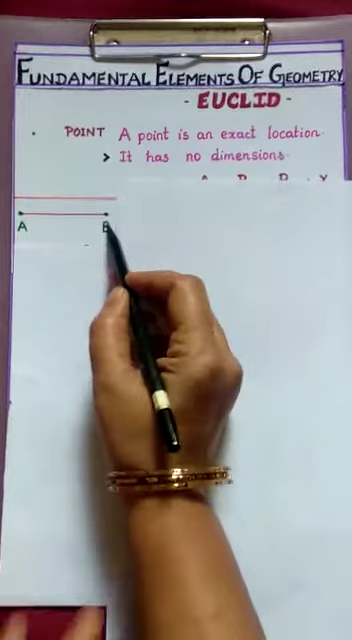 FUNDAMENTAL ELEMENTS OF GEOMETRY
- EUCLID -
• POINT A point is an exact location.
> It has no dimensions.
A B